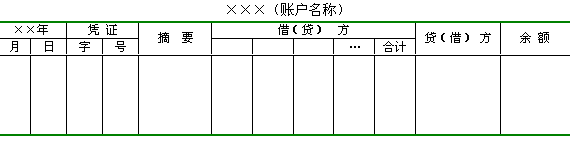 ×××（账户名称）
××年 凭 证 摘 要 借(贷) 方 贷(借) 方 余 额
月 日 字 号 … 合计